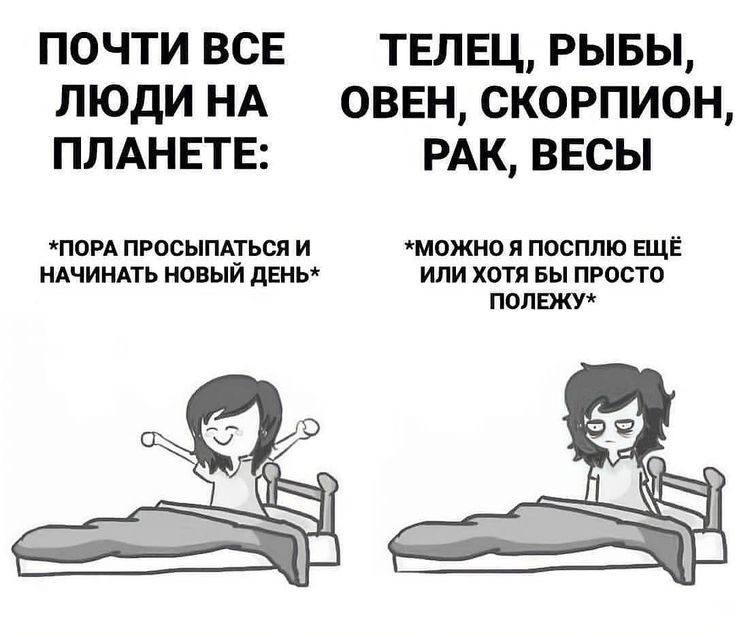 ПОЧТИ ВСЕ
ЛЮДИ НА
ПЛАНЕТЕ:
*ПОРА ПРОСЫПАТЬСЯ И
НАЧИНАТЬ НОВЫЙ ДЕНЬ*
ТЕЛЕЦ, РЫБЫ,
ОВЕН, СКОРПИОН,
РАК, ВЕСЫ
*МОЖНО Я ПОСПЛЮ ЕЩЁ
ИЛИ ХОТЯ БЫ ПРОСТО
ПОЛЕЖУ*